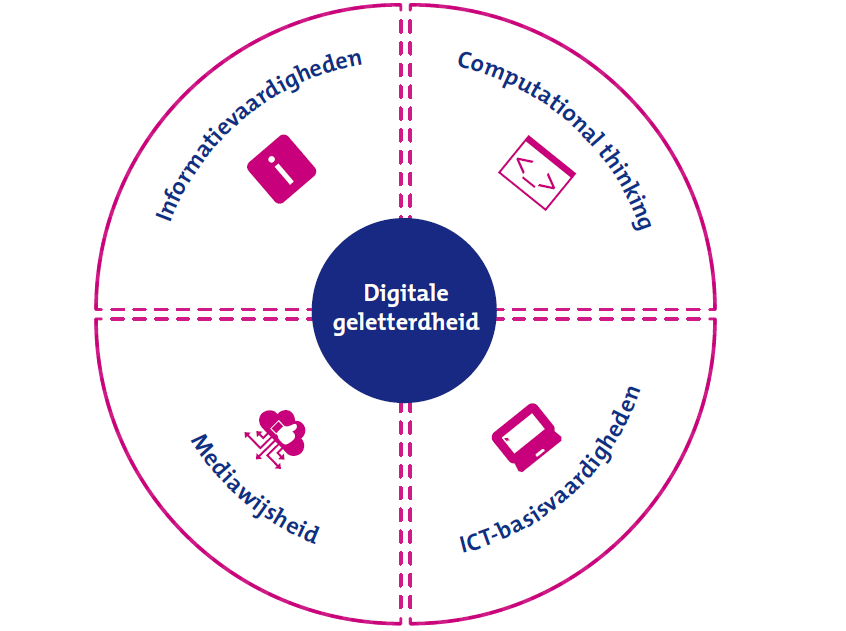 Informatievaardigheden
Computational thinking
Digitale
geletterdheid
Mediawijsheid
ICT-basisvaardigheden